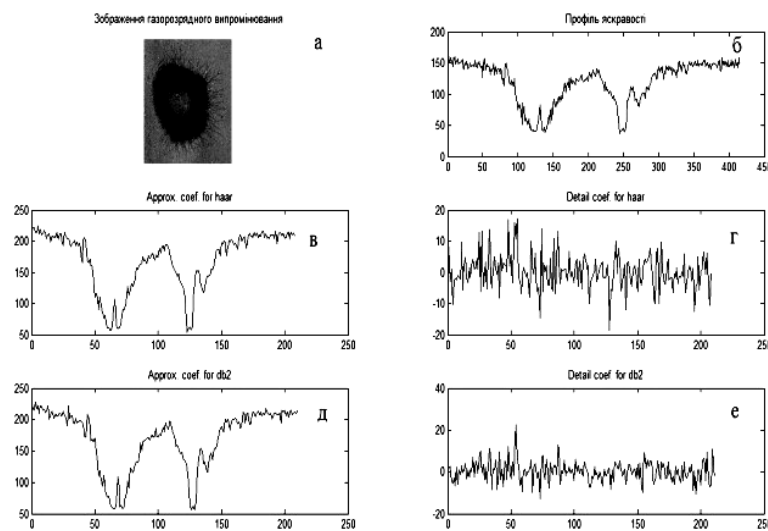 Зображення газорозрядного випромінювання
а
Профіль яскравості
б
200
150
100
50
0
0 50 100 150 200 250 300 350 400 450
Approx. coef. for haar
в
250
200
150
100
50
0 50 100 150 200 250
Detail coef. for haar
г
20
10
0
-10
-20
0 50 100 150 200 250
Approx. coef. for db2
д
250
200
150
100
50
0 50 100 150 200 250
Detail coef. for db2
е
40
20
0
-20
0 50 100 150 200 250